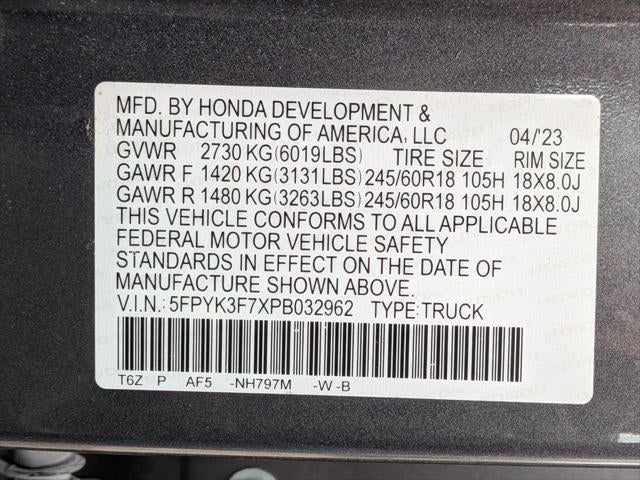 MFD. BY HONDA DEVELOPMENT &
MANUFACTURING OF AMERICA, LLC 04/'23
GVWR 2730 KG(6019LBS) TIRE SIZE RIM SIZE
GAWR F 1420 KG(3131LBS) 245/60R18 105H 18X8.0J
GAWR R 1480 KG(3263LBS) 245/60R18 105H 18X8.0J
THIS VEHICLE CONFORMS TO ALL APPLICABLE
FEDERAL MOTOR VEHICLE SAFETY
STANDARDS IN EFFECT ON THE DATE OF
MANUFACTURE SHOWN ABOVE.
V.I.N.: 5FPYK3F7XPB032962 TYPE:TRUCK
T6Z P AF5 -NH797M -W -B